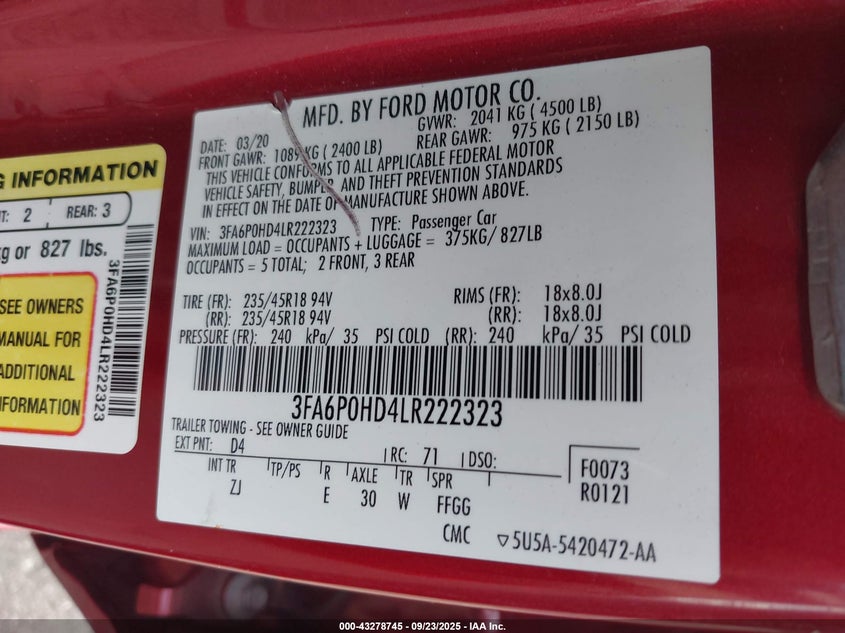 MFD. BY FORD MOTOR CO.
DATE: 03/20 GVWR: 2041 KG ( 4500 LB)
FRONT GAWR: 1089 KG ( 2400 LB) REAR GAWR: 975 KG ( 2150 LB)
THIS VEHICLE CONFORMS TO ALL APPLICABLE FEDERAL MOTOR
VEHICLE SAFETY, BUMPER, AND THEFT PREVENTION STANDARDS
IN EFFECT ON THE DATE OF MANUFACTURE SHOWN ABOVE.
VIN: 3FA6P0HD4LR222323 TYPE: Passenger Car
MAXIMUM LOAD = OCCUPANTS + LUGGAGE = 375KG/ 827LB
OCCUPANTS = 5 TOTAL; 2 FRONT, 3 REAR
TIRE (FR): 235/45R18 94V RIMS (FR): 18x8.0J
(RR): 235/45R18 94V (RR): 18x8.0J
PRESSURE (FR): 240 kPa/ 35 PSI COLD (RR): 240 kPa/ 35 PSI COLD
3FA6P0HD4LR222323
TRAILER TOWING - SEE OWNER GUIDE
EXT PNT: D4 RC: 71 DSO:
INT TR TP/PS R AXLE TR SPR
ZJ E 30 W FFGG
F0073
R0121
CMC 5U5A-5420472-AA
G INFORMATION
NT: 2 REAR: 3
kg or 827 lbs.
SEE OWNERS
MANUAL FOR
ADDITIONAL
INFORMATION
3FA6P0HD4LR222323
000-43278745 - 09/23/2025 - IAA Inc.